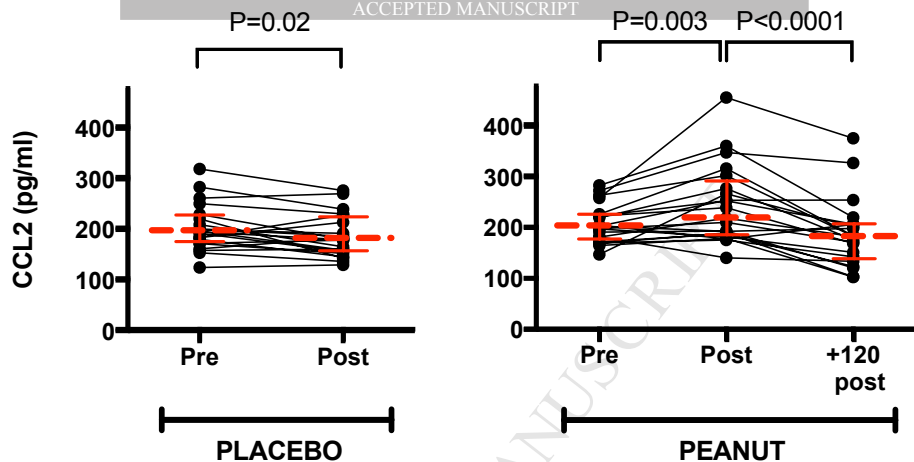 ACCEPTED MANUSCRIPT
P=0.02
P=0.003 P<0.0001
CCL2 (pg/ml)
400
300
200
100
0
Pre Post
PLACEBO
400
300
200
100
0
Pre Post +120
post
PEANUT
MANUSCRIPT